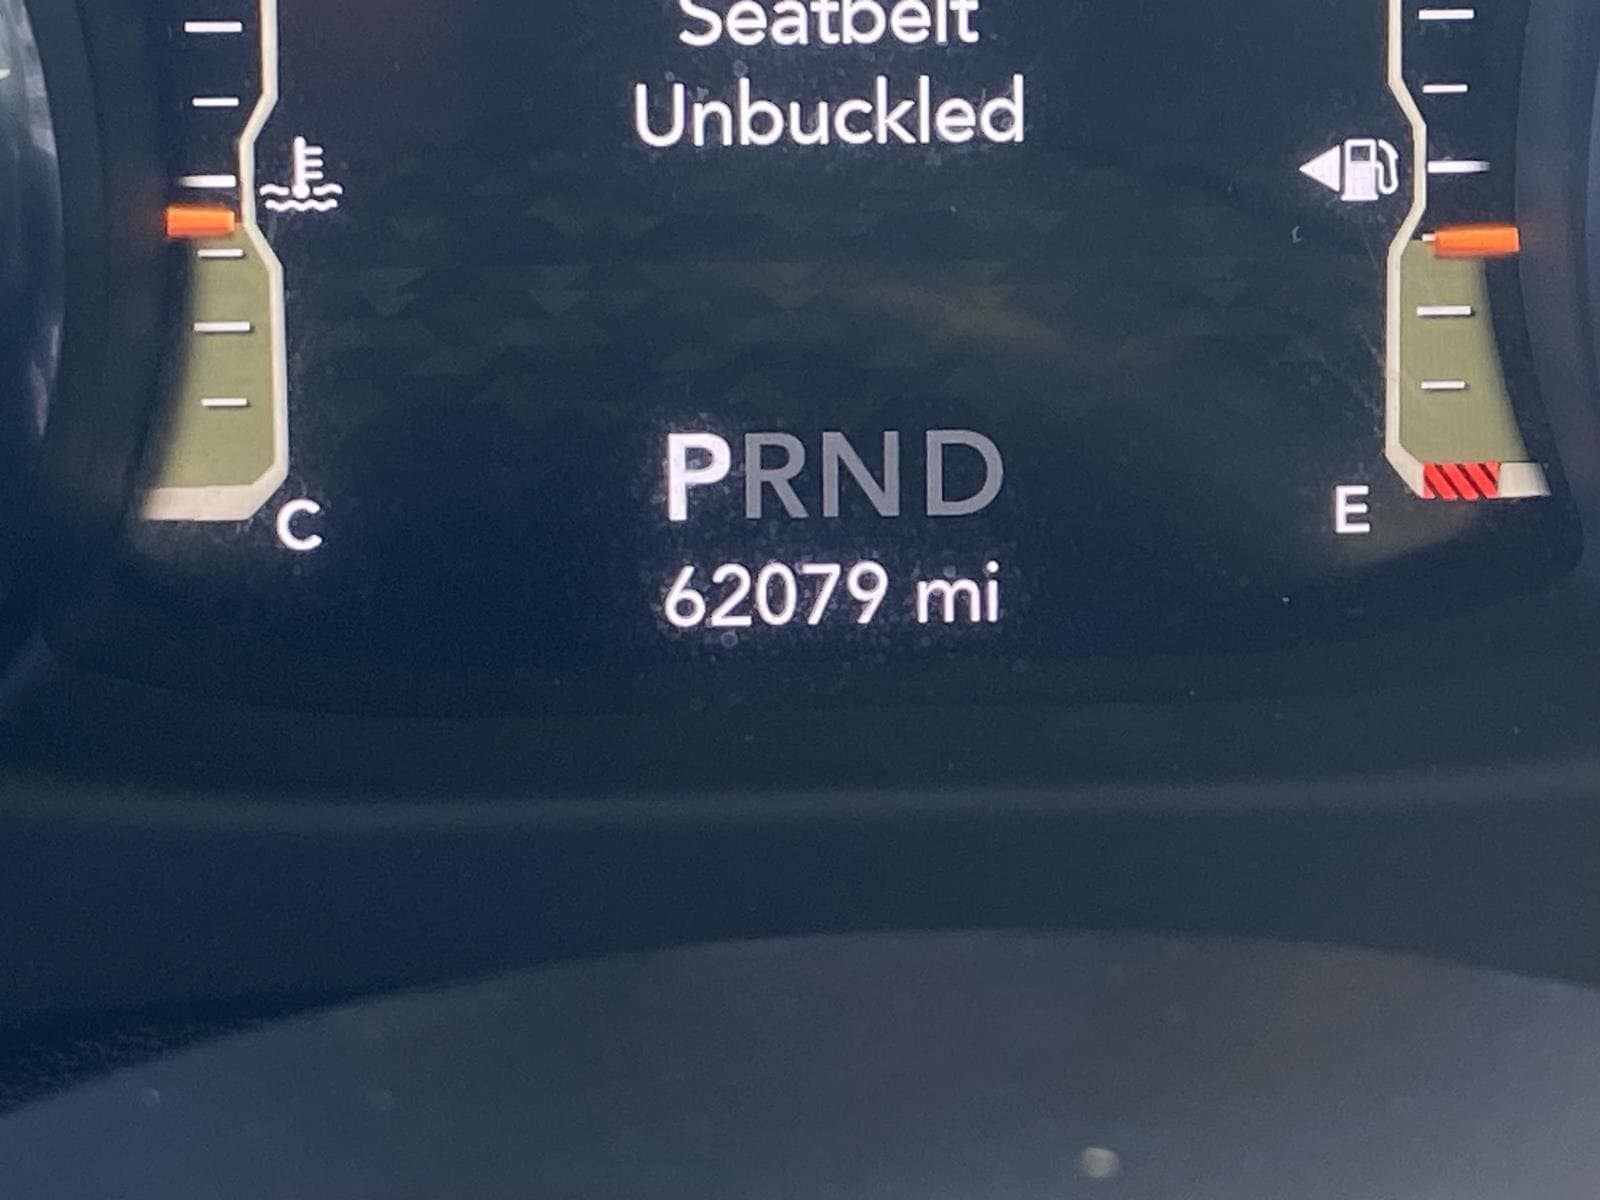 Seatbelt
Unbuckled
PRND
C
E
62079 mi